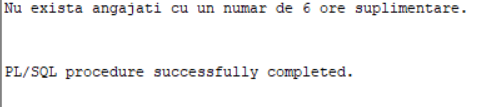 Nu exista angajati cu un numar de 6 ore suplimentare.
PL/SQL procedure successfully completed.